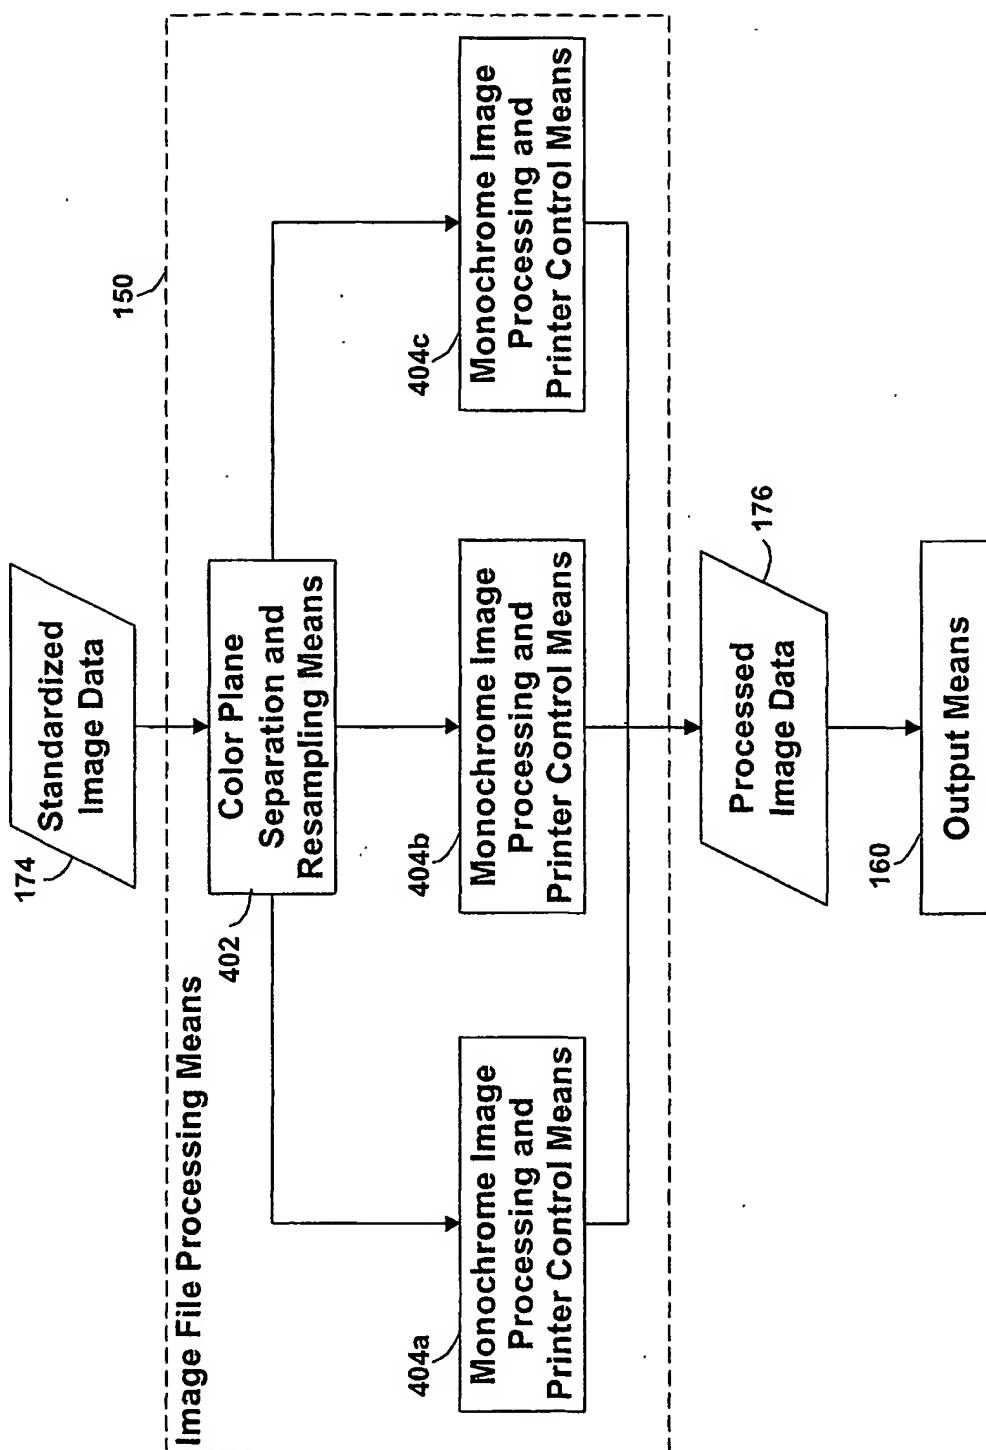 Standardized
Image Data
174
150
Image File Processing Means
Color Plane
Separation and
Resampling Means
402
Monochrome Image
Processing and
Printer Control Means
404a
Monochrome Image
Processing and
Printer Control Means
404b
Monochrome Image
Processing and
Printer Control Means
404c
Processed
Image Data
176
Output Means
160